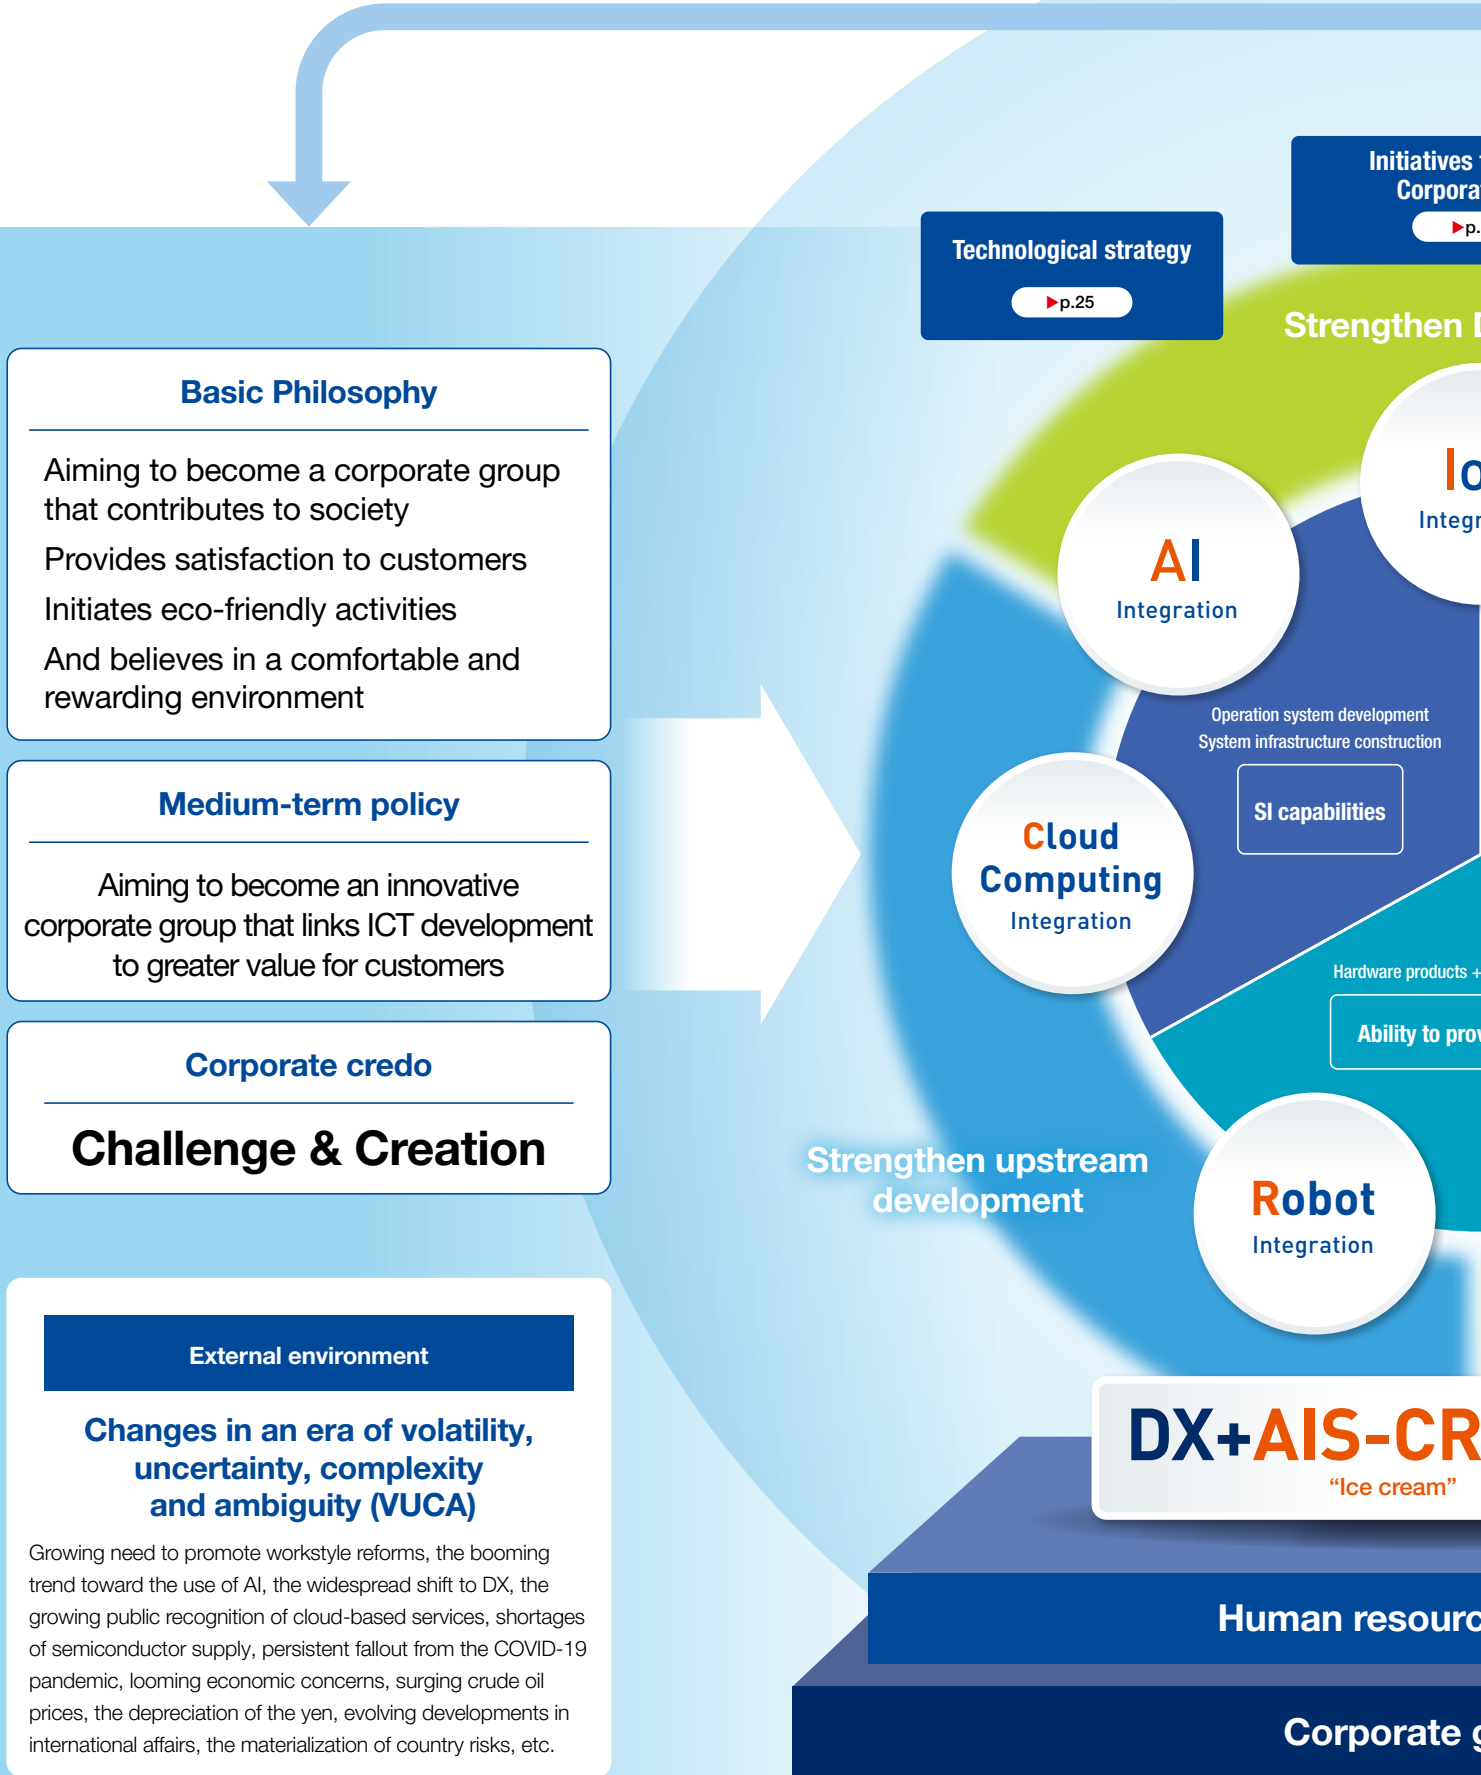 Basic Philosophy
Aiming to become a corporate group
that contributes to society
Provides satisfaction to customers
Initiates eco-friendly activities
And believes in a comfortable and
rewarding environment
Medium-term policy
Aiming to become an innovative
corporate group that links ICT development
to greater value for customers
Corporate credo
Challenge & Creation
External environment
Changes in an era of volatility,
uncertainty, complexity
and ambiguity (VUCA)
Growing need to promote workstyle reforms, the booming
trend toward the use of AI, the widespread shift to DX, the
growing public recognition of cloud-based services, shortages
of semiconductor supply, persistent fallout from the COVID-19
pandemic, looming economic concerns, surging crude oil
prices, the depreciation of the yen, evolving developments in
international affairs, the materialization of country risks, etc.
Technological strategy
▶p.25
Initiatives
▶p.
Strengthen
AI
Integration
Operation system development
System infrastructure construction
SI capabilities
Cloud
Computing
Integration
Hardware products +
Ability to
Strengthen upstream
development
Robot
Integration
DX+AIS-CR
“Ice cream”
Human
Corporate